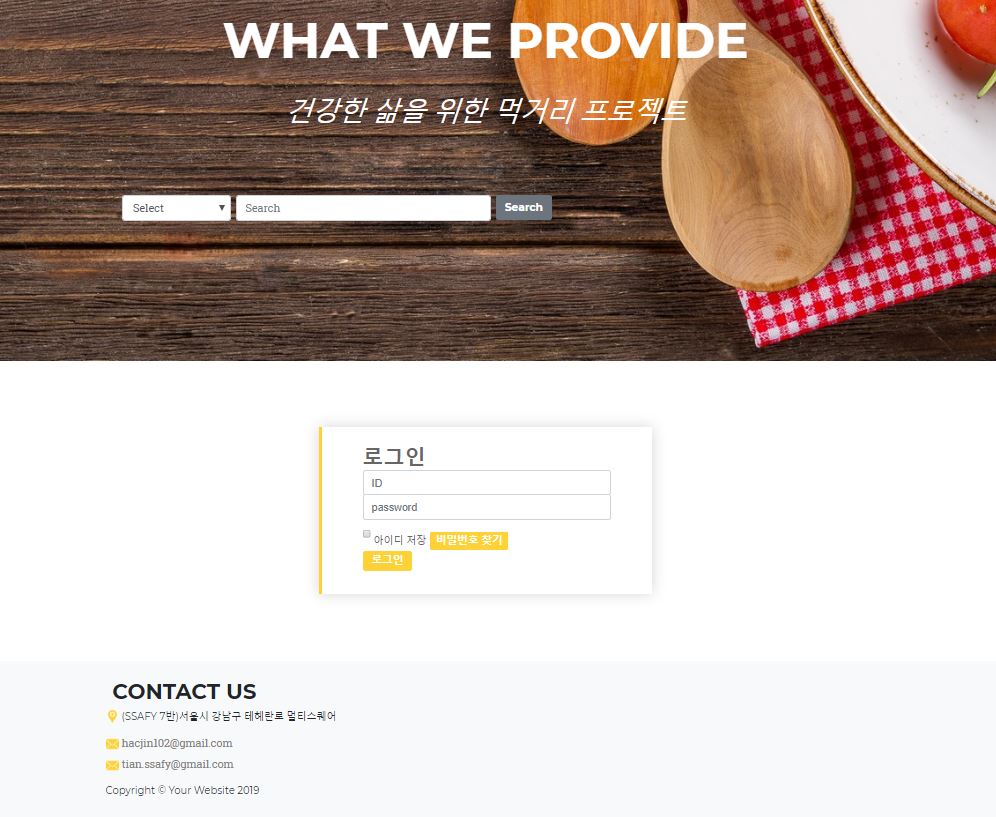 WHAT WE PROVIDE
건강한 삶을 위한 먹거리 프로젝트
Select Search Search
로그인
ID
password
아이디 저장 비밀번호 찾기
로그인
CONTACT US
(SSAFY 7반)서울시 강남구 테헤란로 멀티스퀘어
hacjin102@gmail.com
tian.ssafy@gmail.com
Copyright © Your Website 2019